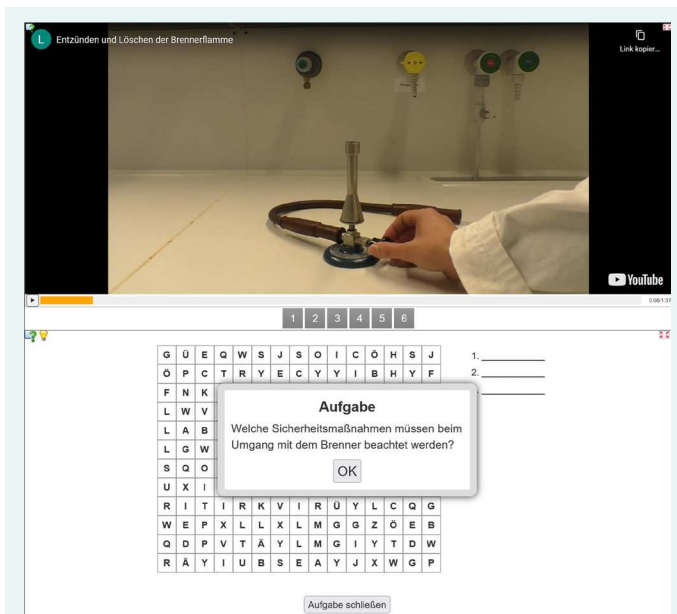 L
Entzünden und Löschen der Brennerflamme
Link kopier...
YouTube
0:08/1:37
1 2 3 4 5 6
G Ü E Q W S J S O I C Ö H S J
1.
Ö P C T R Y E C Y Y I B H Y F
2.
F N K
L W V
L A B
L G W
S Q O
U X I
Aufgabe
Welche Sicherheitsmaßnahmen müssen beim
Umgang mit dem Brenner beachtet werden?
OK
R I T I R K V I R Ü Y L C Q G
W E P X L L X L M G G Z Ö E B
Q D P V T Ä Y L M G I Y T D W
R Ä Y I U B S E A Y J X W G P
Aufgabe schließen